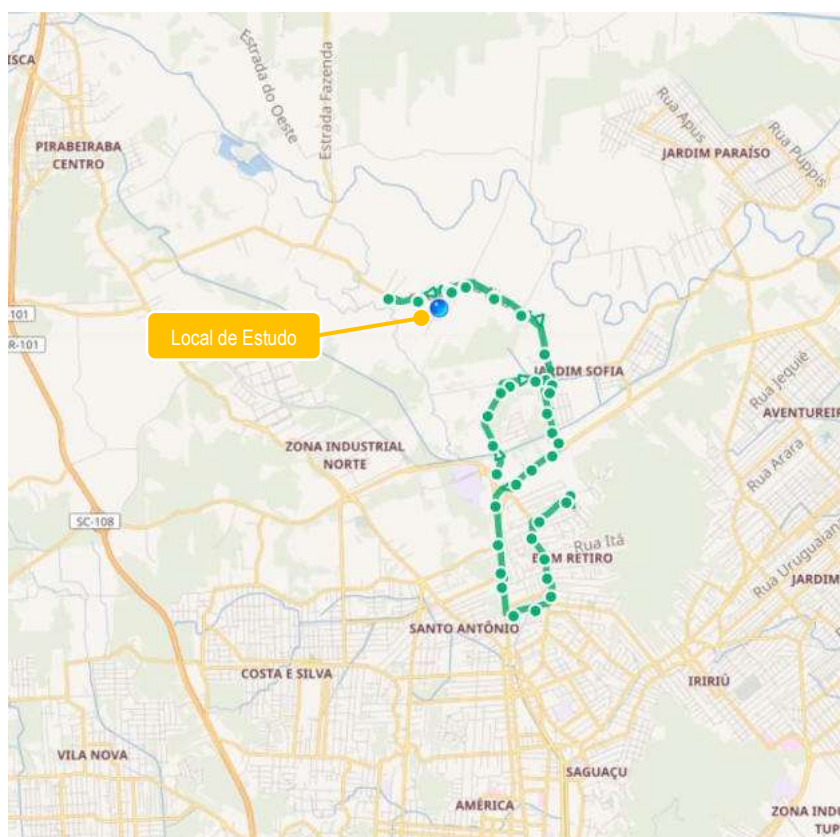 ISCA
Estrada do Oeste
Estrada Fazenda
PIRABEIRABA
CENTRO
Rua Apus
Rua Puppis
JARDIM PARAÍSO
101
R-101
Local de Estudo
JARDIM SOFIA
Rua Jequié
AVENTUREIR
ZONA INDUSTRIAL
NORTE
Rua Arara
SC-108
Rua Itá
BOM RETIRO
Rua Uruguaian
JARDIM
SANTO ANTÔNIO
COSTA E SILVA
IRIRIÚ
VILA NOVA
SAGUAÇU
AMÉRICA
ZONA INDU
TUP